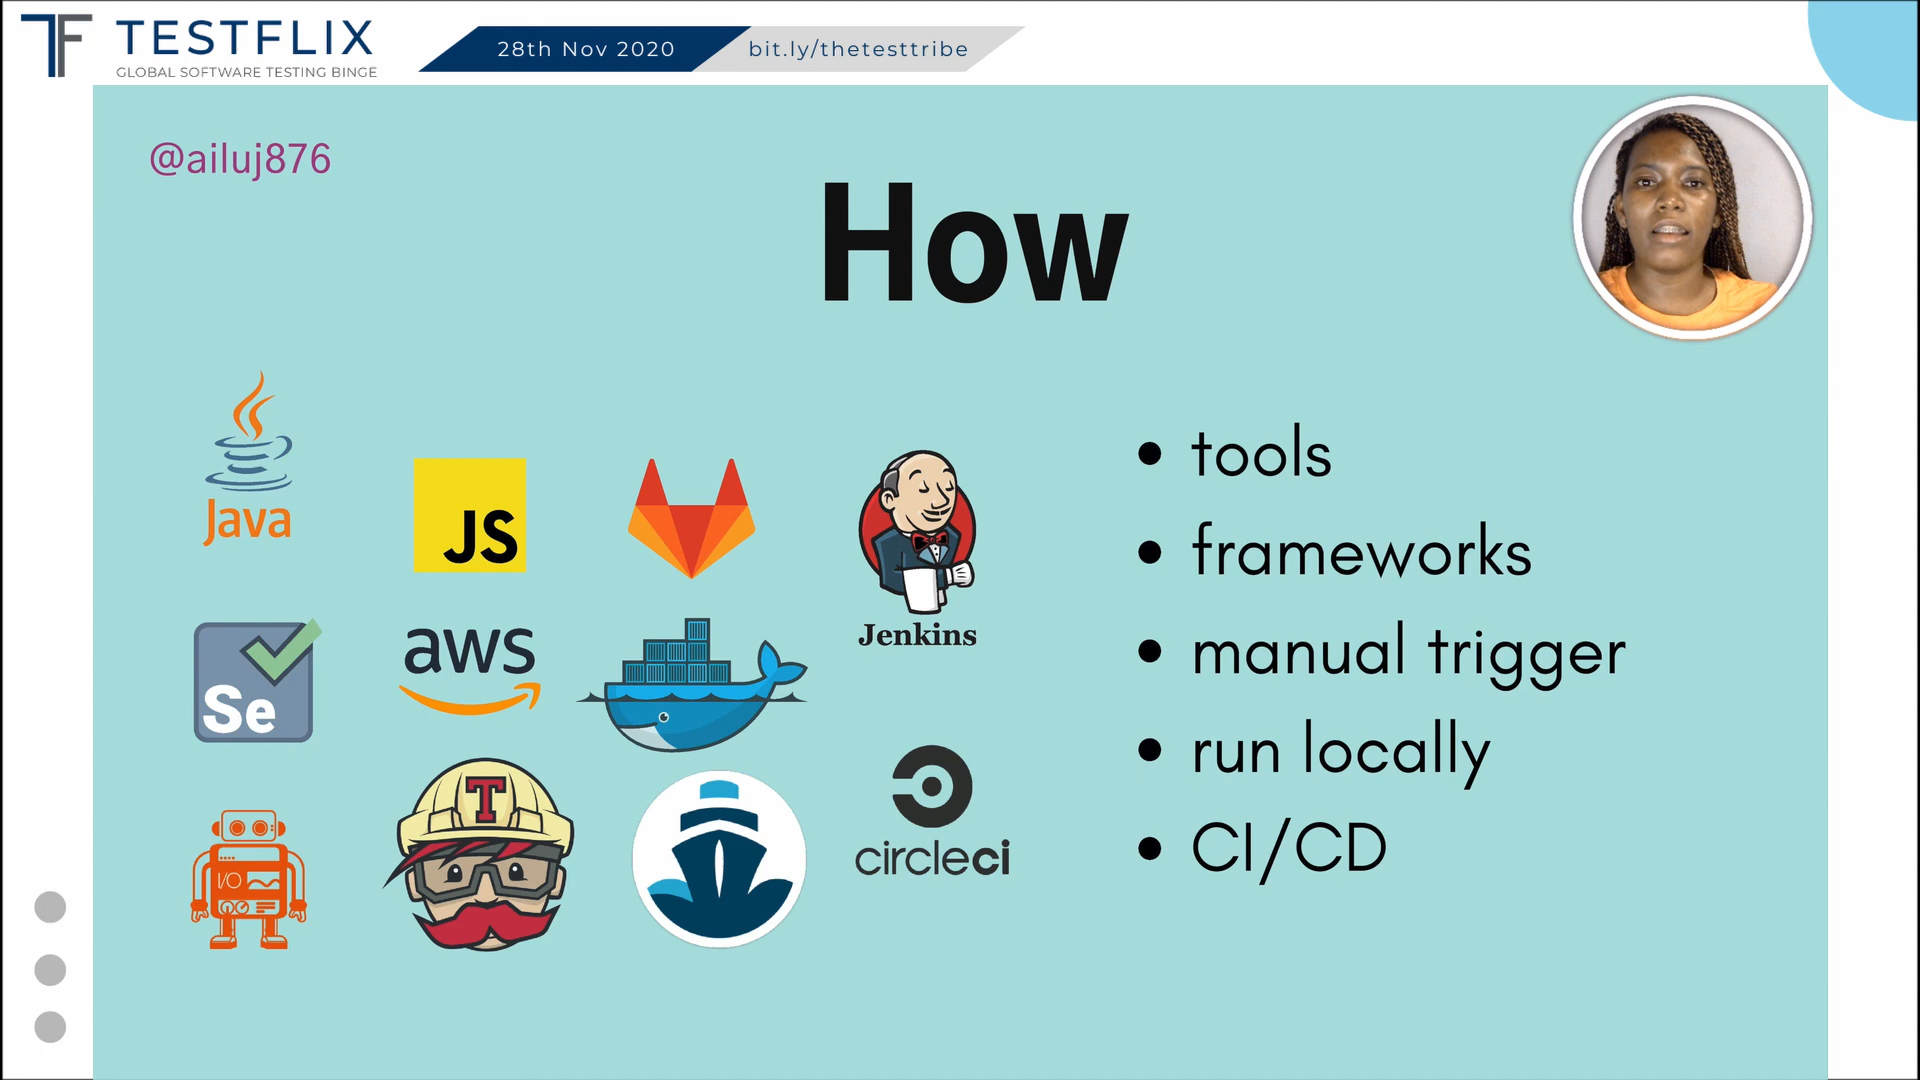 TF TESTFLIX
GLOBAL SOFTWARE TESTING BINGE
28th Nov 2020
bit.ly/thetesttribe
@ailuj876
How
Java
JS
Jenkins
Se
aws
T
I/O
circleci
• tools
• frameworks
• manual trigger
• run locally
• CI/CD